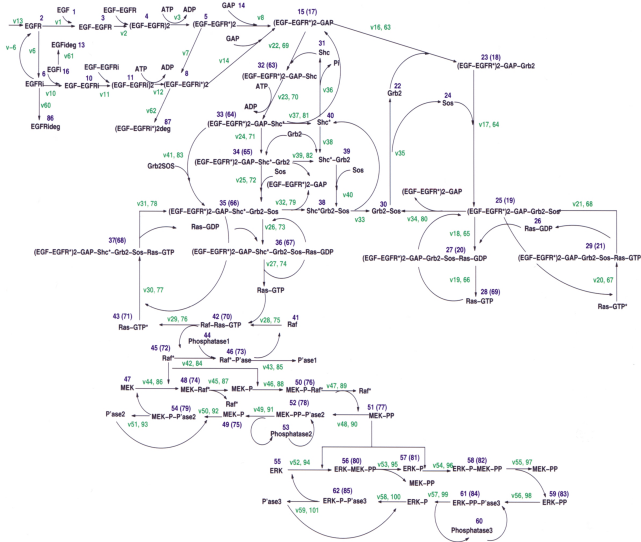 v13 EGFR 2 EGF 1 v1 EGF-EGFR 3 EGF-EGFR v2 (EGF-EGFR)2 4 ATP ADP v3 (EGF-EGFR*)2 5 GAP 14 v8 (EGF-EGFR*)2-GAP 15 (17)
v16, 63
EGFideg 13
v61
v-6 v6 v7 GAP v14 v22, 69
EGFRi 6 EGFi 16 v10 EGF-EGFRi 10 EGF-EGFRi v11 (EGF-EGFRi)2 11 ATP ADP v12 (EGF-EGFRi*)2 8
v60 v62
EGFRideg 86
(EGF-EGFRi*)2deg 87
31 Shc
Pi
32 (63)
(EGF-EGFR*)2-GAP-Shc
ATP
ADP
v23, 70
v36
v37, 81
23 (18)
(EGF-EGFR*)2-GAP-Grb2
22
Grb2
24
Sos
v17, 64
v35
33 (64)
(EGF-EGFR*)2-GAP-Shc*
40
Shc*
v24, 71
Grb2
v38
34 (65)
(EGF-EGFR*)2-GAP-Shc*-Grb2
v39, 82
39
Shc*-Grb2
v41, 83
Grb2SOS
v25, 72
Sos
(EGF-EGFR*)2-GAP
Sos
v40
(EGF-EGFR*)2-GAP
35 (66)
(EGF-EGFR*)2-GAP-Shc*-Grb2-Sos
v32, 79
38
Shc*Grb2-Sos
v33
30
Grb2-Sos
v34, 80
25 (19)
(EGF-EGFR*)2-GAP-Grb2-Sos
v21, 68
v31, 78
Ras-GDP
v26, 73
v18, 65
Ras-GDP
26
37(68)
(EGF-EGFR*)2-GAP-Shc*-Grb2-Sos-Ras-GTP
36 (67)
(EGF-EGFR*)2-GAP-Shc*-Grb2-Sos-Ras-GDP
27 (20)
(EGF-EGFR*)2-GAP-Grb2-Sos-Ras-GDP
29 (21)
(EGF-EGFR*)2-GAP-Grb2-Sos-Ras-GTP
v27, 74
v19, 66
v20, 67
v30, 77
Ras-GTP
28 (69)
Ras-GTP
Ras-GTP*
43 (71)
Ras-GTP*
v29, 76
42 (70)
Raf-Ras-GTP
v28, 75
41
Raf
44
Phosphatase1
45 (72)
Raf*
46 (73)
Raf*-P'ase
P'ase1
v42, 84
v43, 85
47
MEK
v44, 86
48 (74)
MEK-Raf*
v45, 87
MEK-P
v46, 88
50 (76)
MEK-P-Raf*
v47, 89
Raf*
Raf*
P'ase2
v51, 93
54 (79)
MEK-P-P'ase2
v50, 92
MEK-P
49 (75)
v49, 91
52 (78)
MEK-PP-P'ase2
v48, 90
51 (77)
MEK-PP
53
Phosphatase2
55
ERK
v52, 94
56 (80)
ERK-MEK-PP
v53, 95
57 (81)
ERK-P
v54, 96
58 (82)
ERK-P-MEK-PP
v55, 97
MEK-PP
MEK-PP
P'ase3
v59, 101
62 (85)
ERK-P-P'ase3
v58, 100
ERK-P
v57, 99
61 (84)
ERK-PP-P'ase3
v56, 98
59 (83)
ERK-PP
60
Phosphatase3